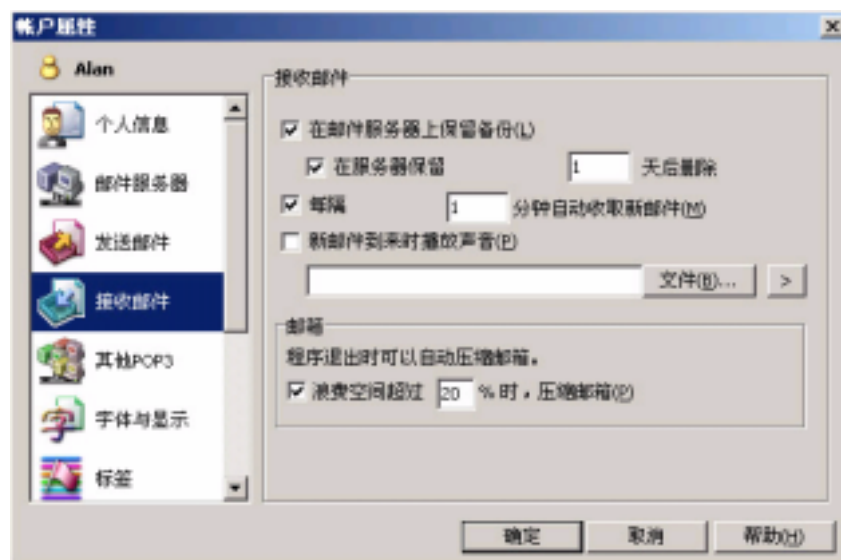 帐户属性
Alan
个人信息
邮件服务器
发送邮件
接收邮件
其他POP3
字体与显示
标签
接收邮件
在邮件服务器上保留备份(L)
在服务器保留 1 天后删除
每隔 1 分钟自动收取新邮件(M)
新邮件到来时播放声音(P)
文件(B)... >
邮箱
程序退出时可以自动压缩邮箱。
浪费空间超过 20 %时，压缩邮箱(P)
确定 取消 帮助(H)